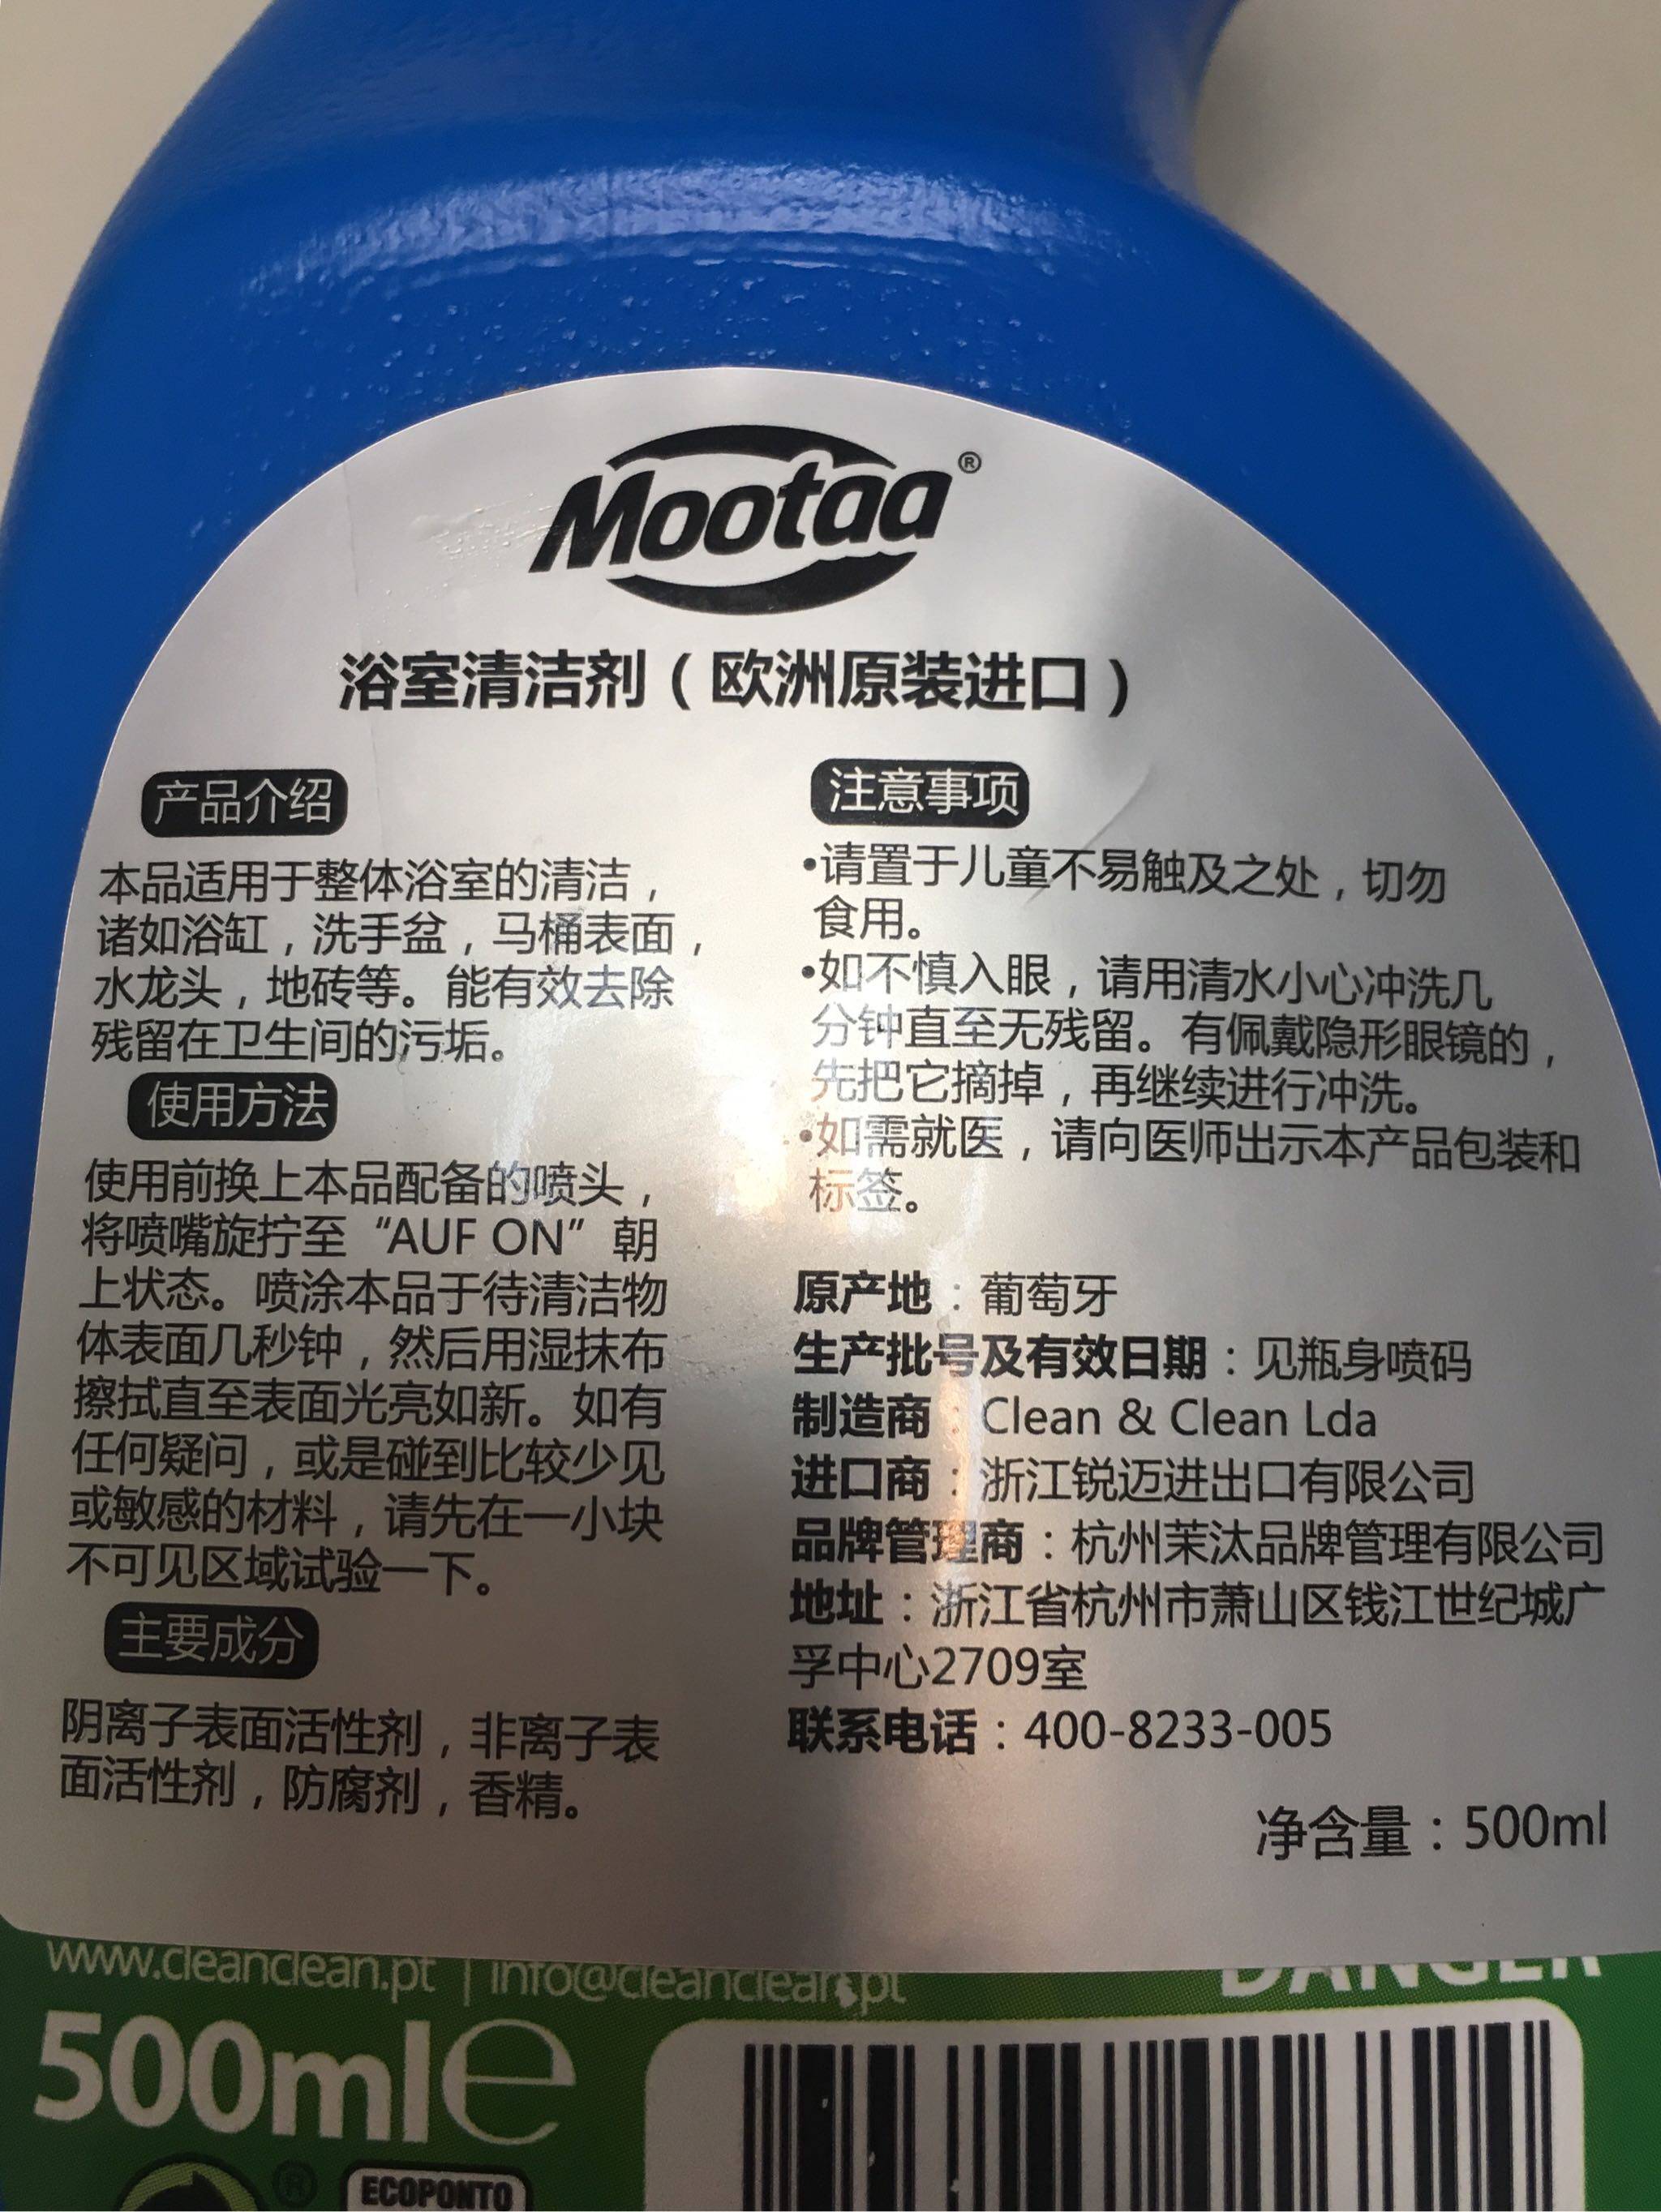 Mootaa®
浴室清洁剂（欧洲原装进口）
产品介绍
本品适用于整体浴室的清洁，
诸如浴缸，洗手盆，马桶表面，
水龙头，地砖等。能有效去除
残留在卫生间的污垢。
使用方法
使用前换上本品配备的喷头，
将喷嘴旋拧至“AUF ON”朝
上状态。喷涂本品于待清洁物
体表面几秒钟，然后用湿抹布
擦拭直至表面光亮如新。如有
任何疑问，或是碰到比较少见
或敏感的材料，请先在一小块
不可见区域试验一下。
主要成分
阴离子表面活性剂，非离子表
面活性剂，防腐剂，香精。
注意事项
•请置于儿童不易触及之处，切勿
食用。
•如不慎入眼，请用清水小心冲洗几
分钟直至无残留。有佩戴隐形眼镜的，
先把它摘掉，再继续进行冲洗。
•如需就医，请向医师出示本产品包装和
标签。
原产地：葡萄牙
生产批号及有效日期：见瓶身喷码
制造商：Clean & Clean Lda
进口商：浙江锐迈进出口有限公司
品牌管理商：杭州茉汰品牌管理有限公司
地址：浙江省杭州市萧山区钱江世纪城广
孚中心2709室
联系电话：400-8233-005
净含量：500ml
www.cleanclean.pt | info@cleanclean.pt
DANGER
500ml℮
®
ECOPONTO